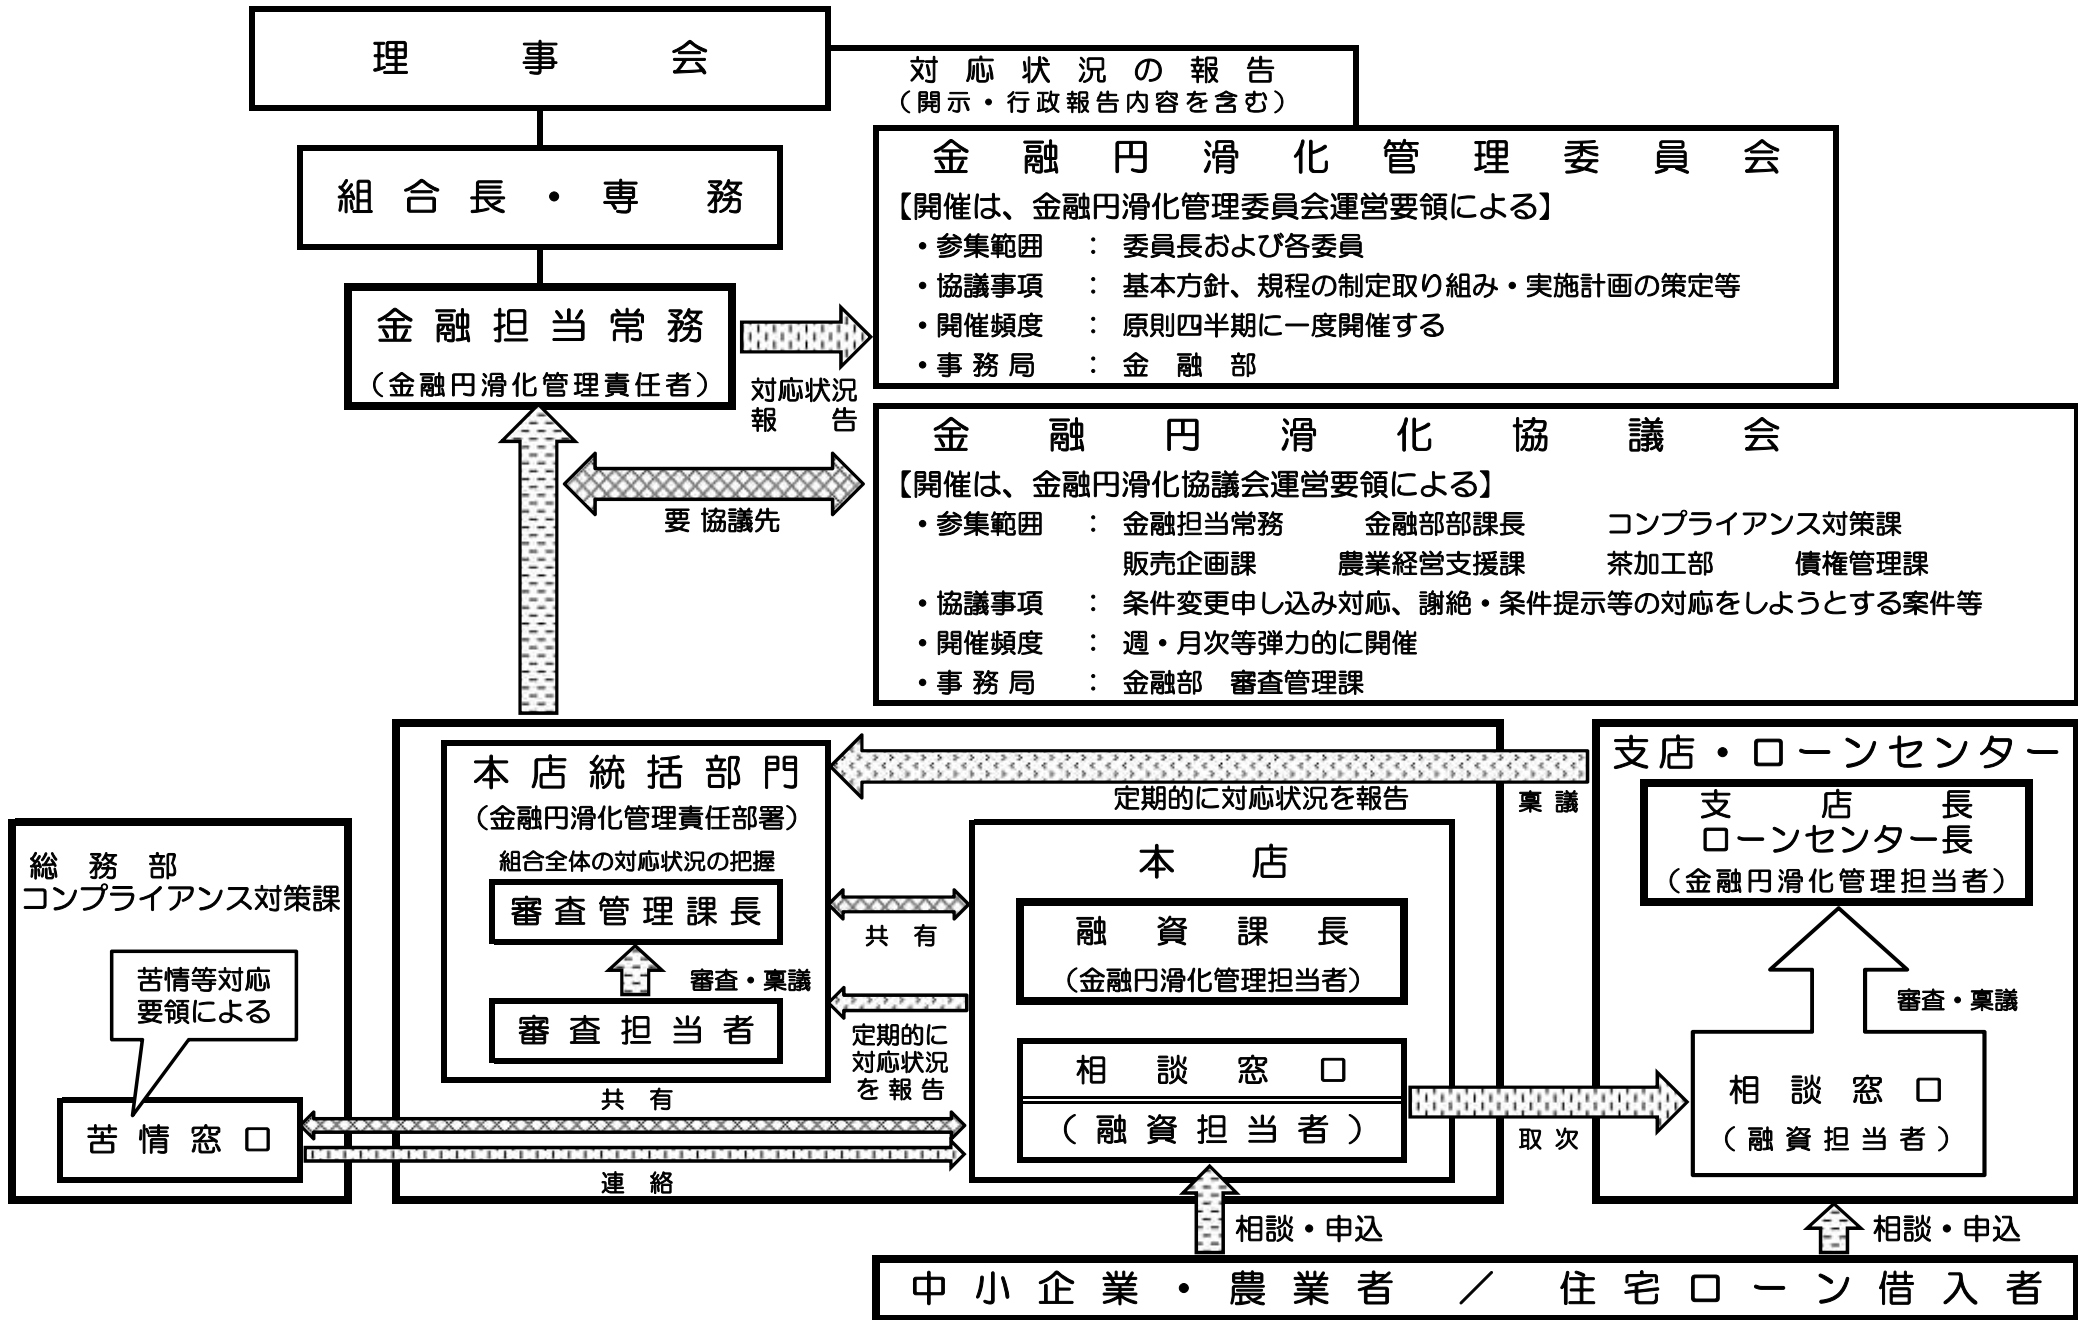 理事会
対応状況の報告
（開示・行政報告内容を含む）
組合長・専務
金融円滑化管理委員会
【開催は、金融円滑化管理委員会運営要領による】
・参集範囲 ： 委員長および各委員
・協議事項 ： 基本方針、規程の制定取り組み・実施計画の策定等
・開催頻度 ： 原則四半期に一度開催する
・事務局 ： 金融部
金融担当常務
（金融円滑化管理責任者）
対応状況
報告
金融円滑化協議会
【開催は、金融円滑化協議会運営要領による】
・参集範囲 ： 金融担当常務 金融部部課長 コンプライアンス対策課
販売企画課 農業経営支援課 茶加工部 債権管理課
・協議事項 ： 条件変更申し込み対応、謝絶・条件提示等の対応をしようとする案件等
・開催頻度 ： 週・月次等弾力的に開催
・事務局 ： 金融部 審査管理課
要 協議先
本店統括部門
（金融円滑化管理責任部署）
組合全体の対応状況の把握
審査管理課長
審査・稟議
審査担当者
定期的に対応状況を報告
稟議
本店
融資課長
（金融円滑化管理担当者）
共有
定期的に
対応状況
を報告
相談窓口
（融資担当者）
支店・ローンセンター
支店長
ローンセンター長
（金融円滑化管理担当者）
審査・稟議
相談窓口
（融資担当者）
取次
総務部
コンプライアンス対策課
苦情等対応
要領による
苦情窓口
共有
連絡
相談・申込
相談・申込
中小企業・農業者 ／ 住宅ローン借入者